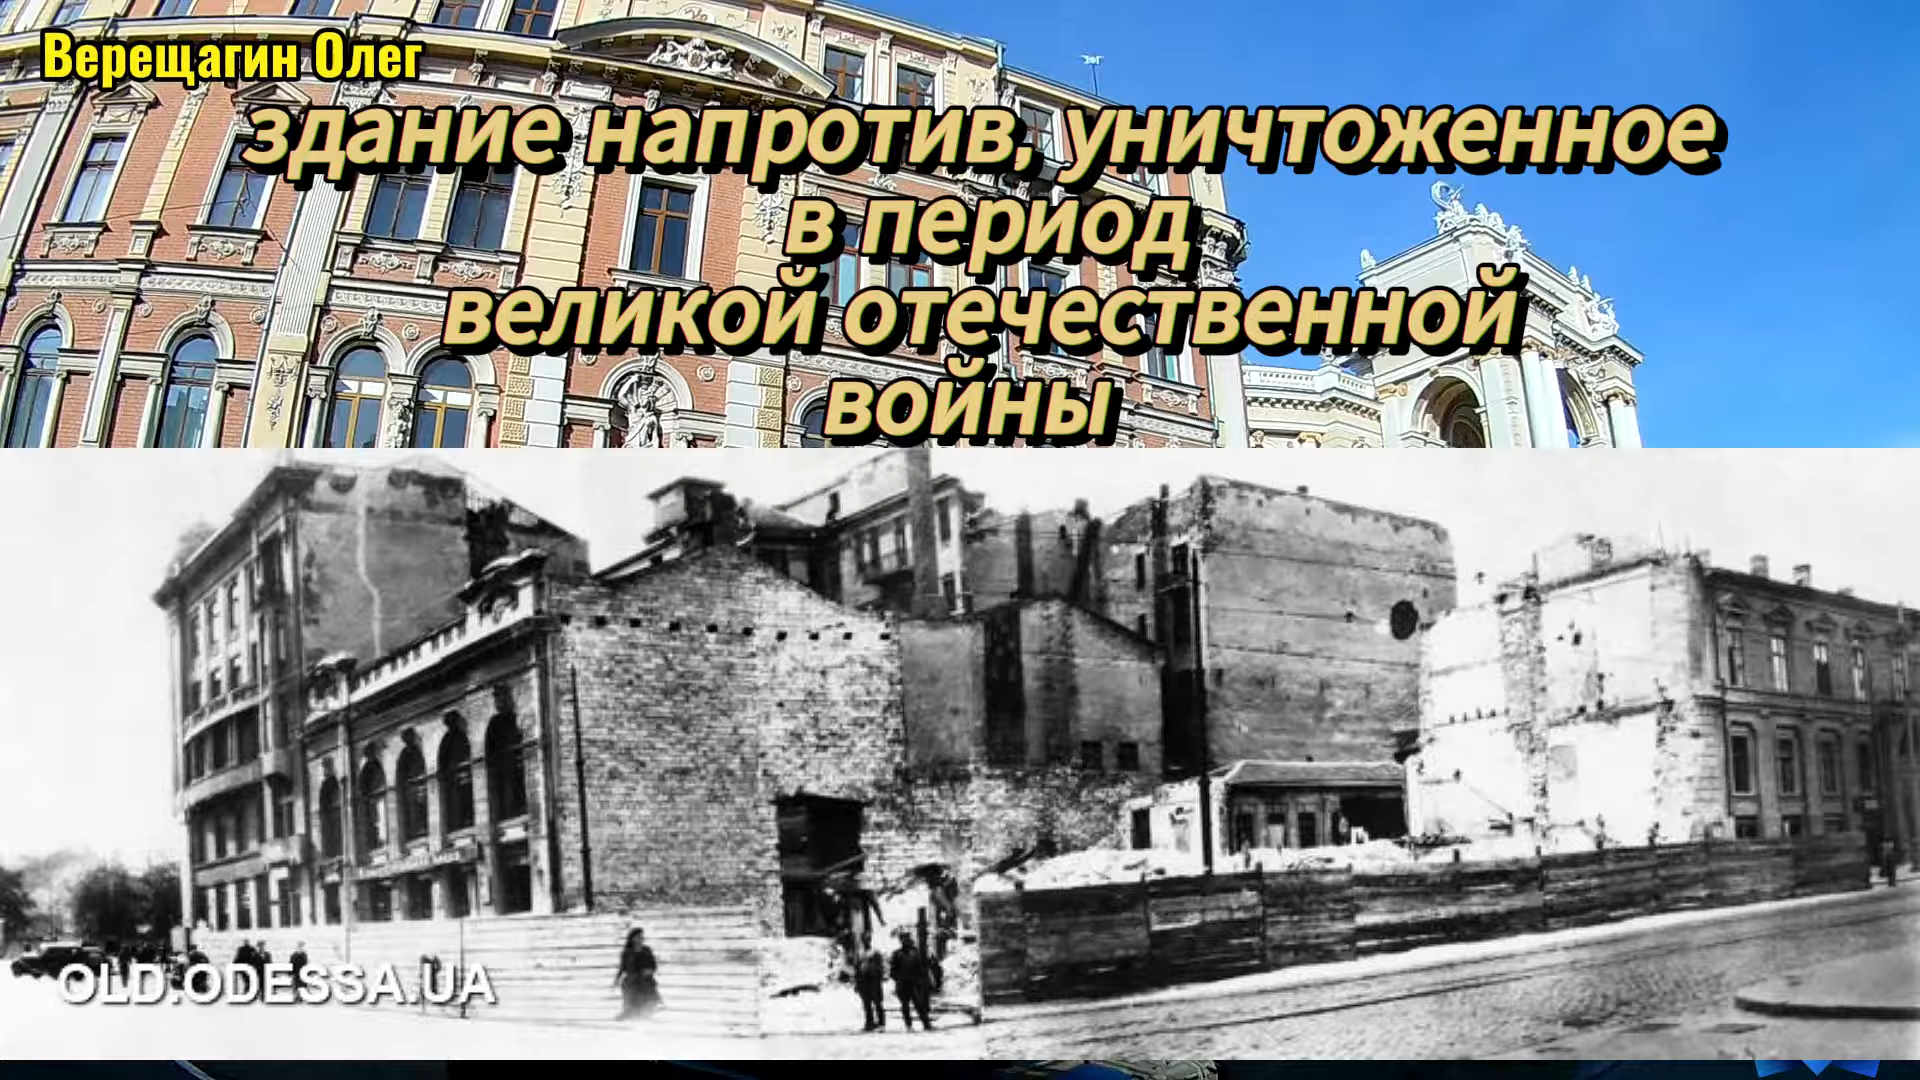 Верещагин Олег
здание напротив, уничтоженное
в период
великой отечественной
войны
OLD.ODESSA.UA